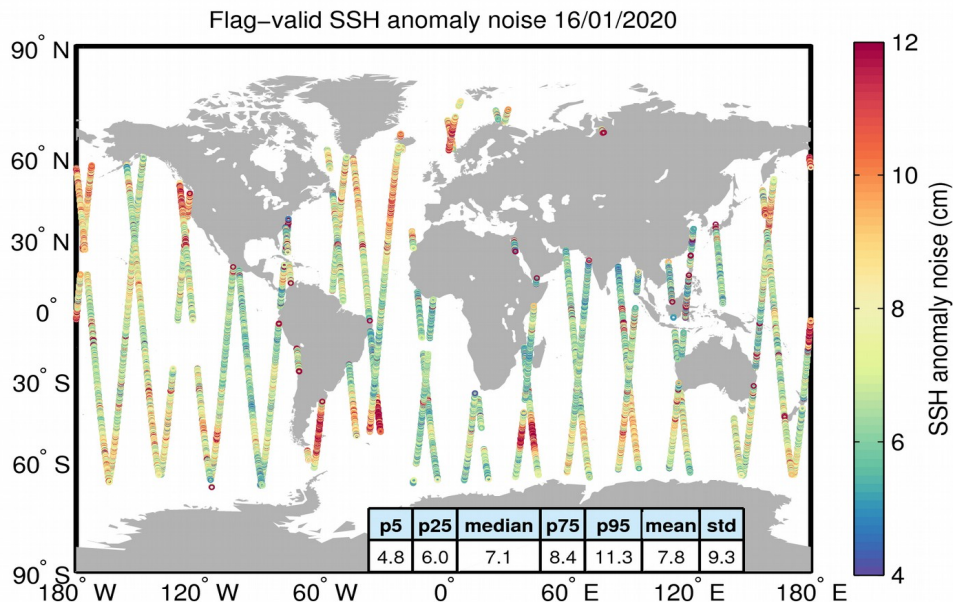 Flag−valid SSH anomaly noise 16/01/2020
90° N
60° N
30° N
0°
30° S
60° S
90° S
180° W
120° W
60° W
0°
60° E
120° E
180° E
p5 p25 median p75 p95 mean std
4.8 6.0 7.1 8.4 11.3 7.8 9.3
12
10
8
6
4
SSH anomaly noise (cm)